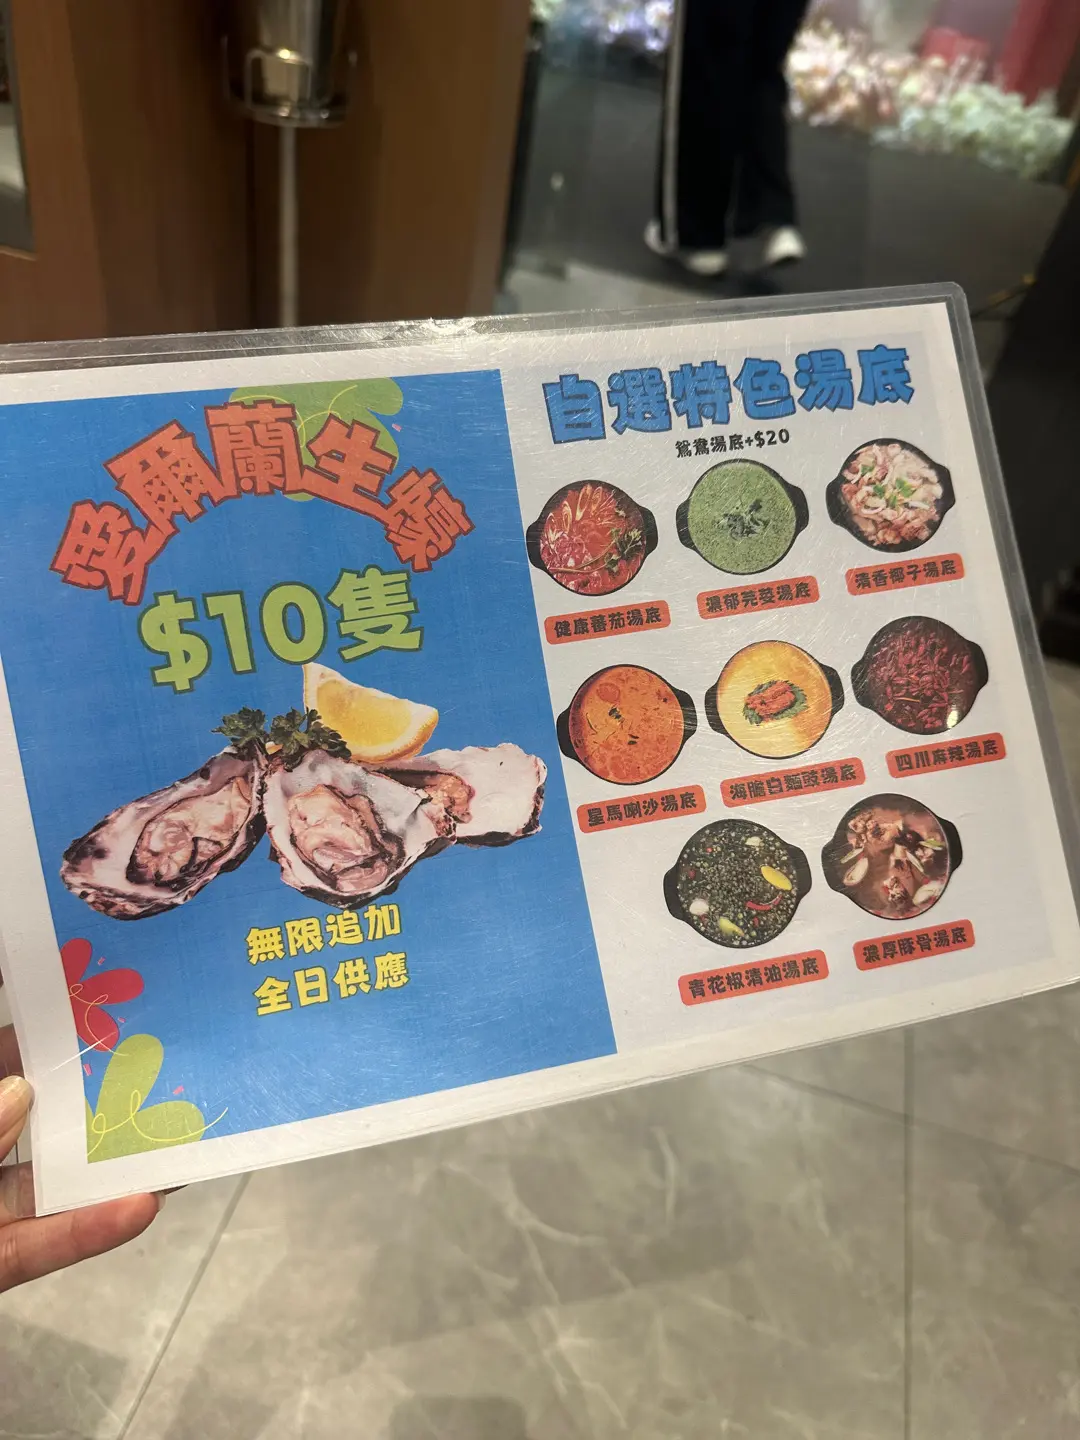 愛爾蘭生蠔
$10隻
無限追加
全日供應
自選特色湯底
鴛鴦湯底+$20
健康蕃茄湯底
濃郁芫荽湯底
清香椰子湯底
星馬喇沙湯底
海膽白麵豉湯底
四川麻辣湯底
青花椒清油湯底
濃厚豚骨湯底